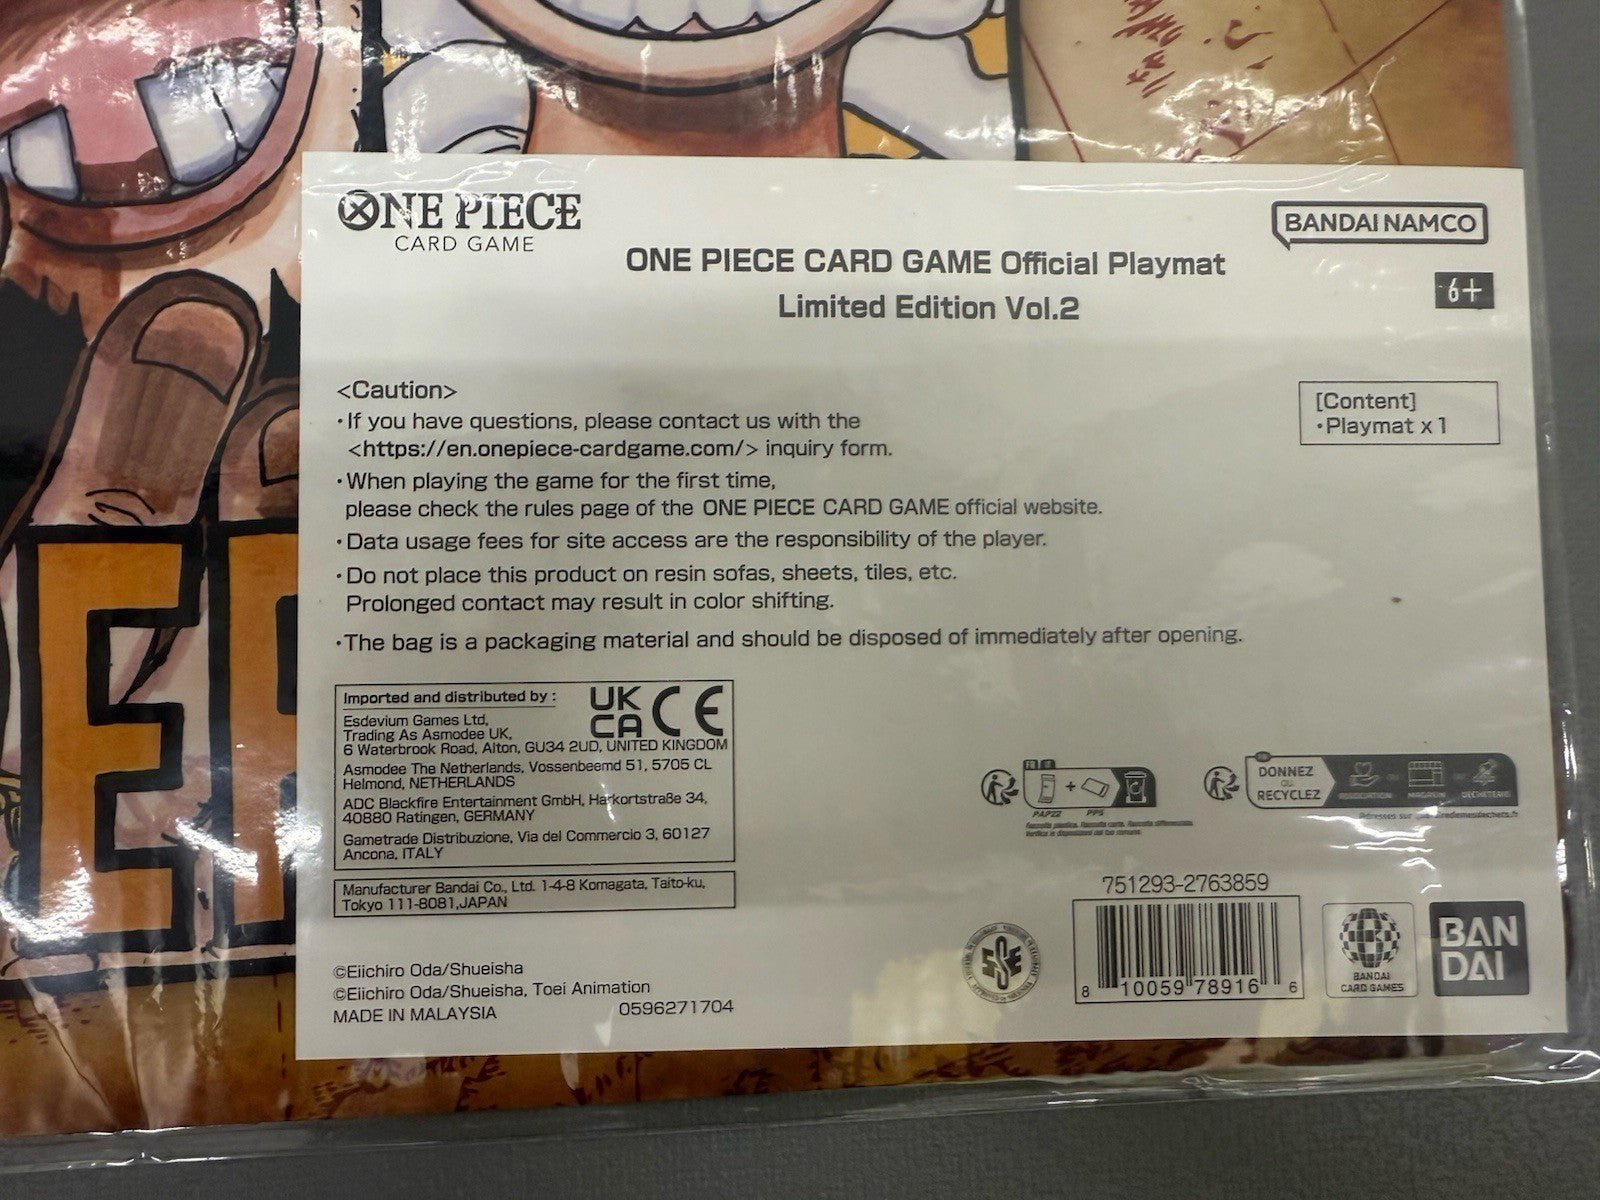 ONE PIECE
CARD GAME
BANDAI NAMCO
ONE PIECE CARD GAME Official Playmat
Limited Edition Vol.2
6+
<Caution>
・If you have questions, please contact us with the
<https://en.onepiece-cardgame.com/> inquiry form.
・When playing the game for the first time,
please check the rules page of the ONE PIECE CARD GAME official website.
・Data usage fees for site access are the responsibility of the player.
・Do not place this product on resin sofas, sheets, tiles, etc.
Prolonged contact may result in color shifting.
・The bag is a packaging material and should be disposed of immediately after opening.
[Content]
・Playmat x1
Imported and distributed by :
UK
CA CE
Esdevium Games Ltd,
Trading As Asmodee UK,
6 Waterbrook Road, Alton, GU34 2UD, UNITED KINGDOM
Asmodee The Netherlands, Vossenbeemd 51, 5705 CL
Helmond, NETHERLANDS
ADC Blackfire Entertainment GmbH, Harkortstraße 34,
40880 Ratingen, GERMANY
Gametrade Distribuzione, Via del Commercio 3, 60127
Ancona, ITALY
Manufacturer Bandai Co., Ltd. 1-4-8 Komagata, Taito-ku,
Tokyo 111-8081,JAPAN
©Eiichiro Oda/Shueisha
©Eiichiro Oda/Shueisha, Toei Animation
MADE IN MALAYSIA
0596271704
FR
+
PAP22 PP5
DONNEZ
OU
RECYCLEZ
ASSOCIATION MAGASIN DÉCHÈTERIE
751293-2763859
8 10059 78916 6
BANDAI
CARD GAMES
BAN
DAI
E